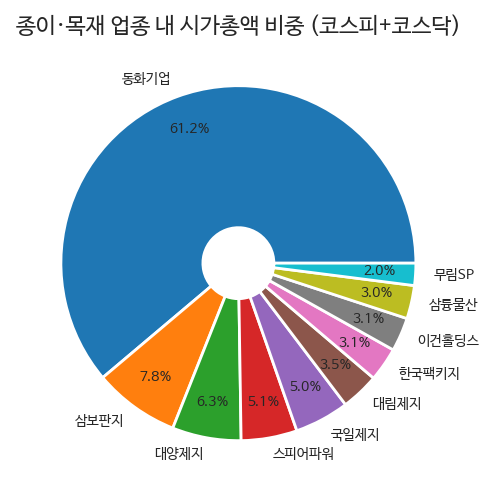 종이·목재 업종 내 시가총액 비중 (코스피+코스닥)
동화기업
61.2%
삼보판지
7.8%
대양제지
6.3%
스피어파워
5.1%
국일제지
5.0%
대림제지
3.5%
한국팩키지
3.1%
이건홀딩스
3.1%
삼륭물산
3.0%
무림SP
2.0%